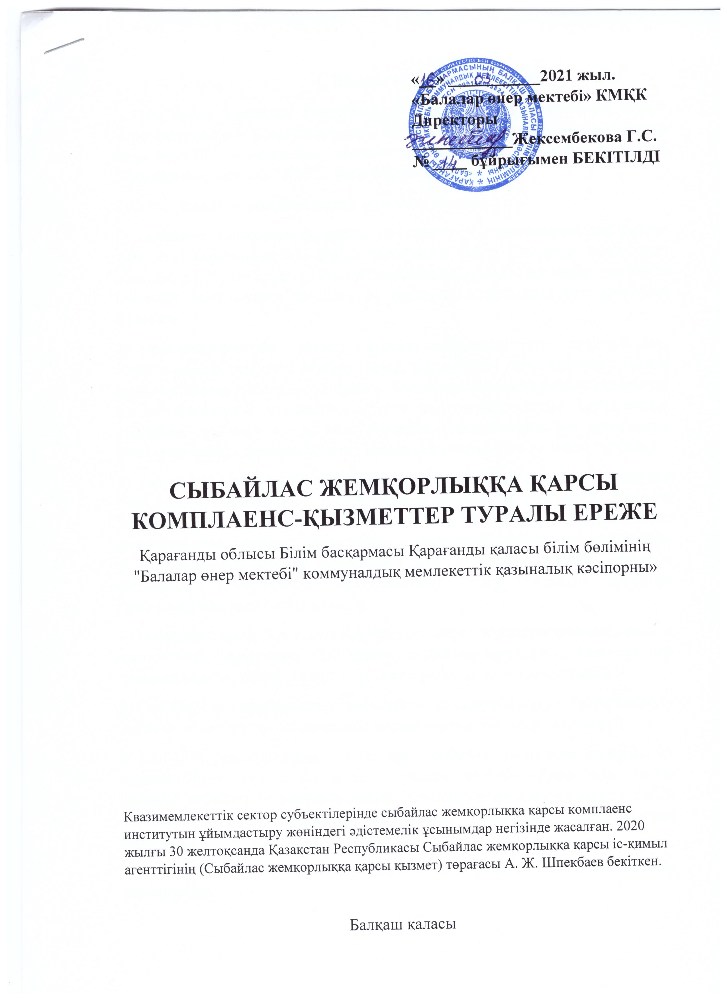 «16» 03 2021 жыл.
«Балалар өнер мектебі» КМҚК
Директоры
Жексембекова Г.С.
№ 14 бұйрығымен БЕКІТІЛДІ
СЫБАЙЛАС ЖЕМҚОРЛЫҚҚА ҚАРСЫ
КОМПЛАЕНС-ҚЫЗМЕТТЕР ТУРАЛЫ ЕРЕЖЕ
Қарағанды облысы Білім басқармасы Қарағанды қаласы білім бөлімінің
"Балалар өнер мектебі" коммуналдық мемлекеттік қазыналық кәсіпорны»
Квазимемлекеттік сектор субъектілерінде сыбайлас жемқорлыққа қарсы комплаенс
институтын ұйымдастыру жөніндегі әдістемелік ұсынымдар негізінде жасалған. 2020
жылғы 30 желтоқсанда Қазақстан Республикасы Сыбайлас жемқорлыққа қарсы іс-қимыл
агенттігінің (Сыбайлас жемқорлыққа қарсы қызмет) төрағасы А. Ж. Шпекбаев бекіткен.
Балқаш қаласы